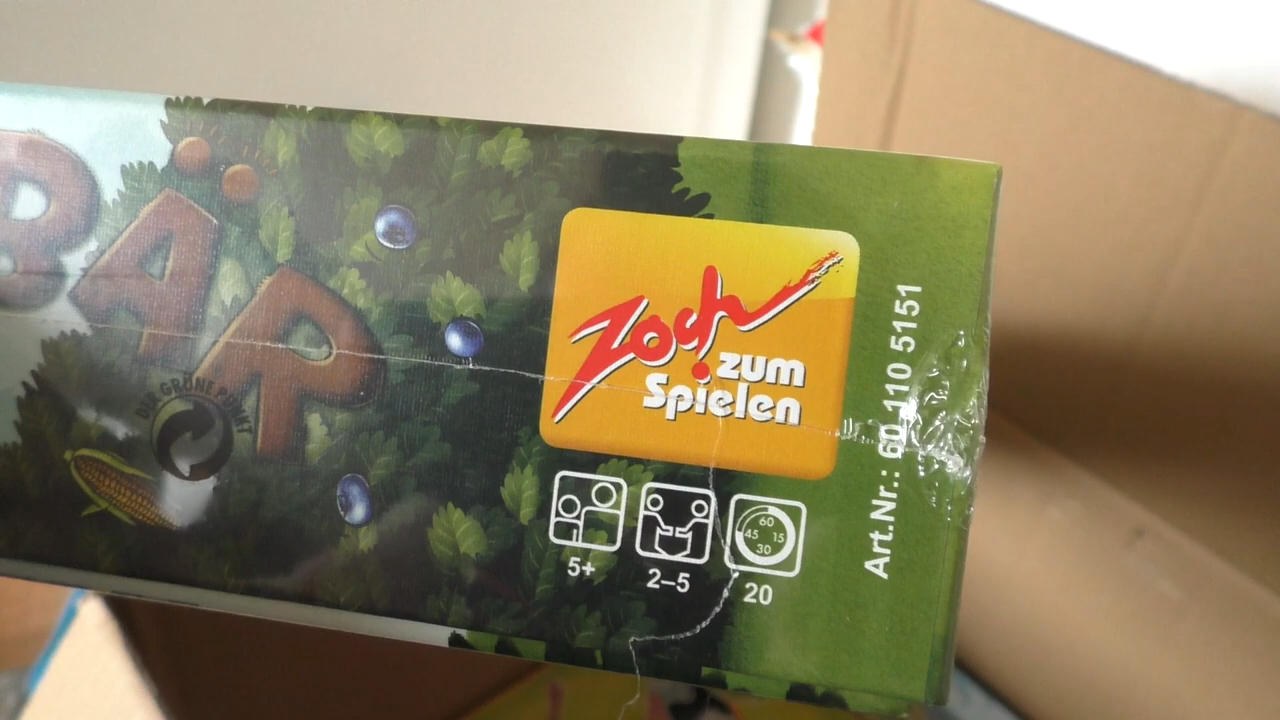 BAR
DER GRÜNE PUNKT
Zoch
zum
Spielen
60
45 15
30
5+
2–5
20
Art.Nr.: 60 110 5151